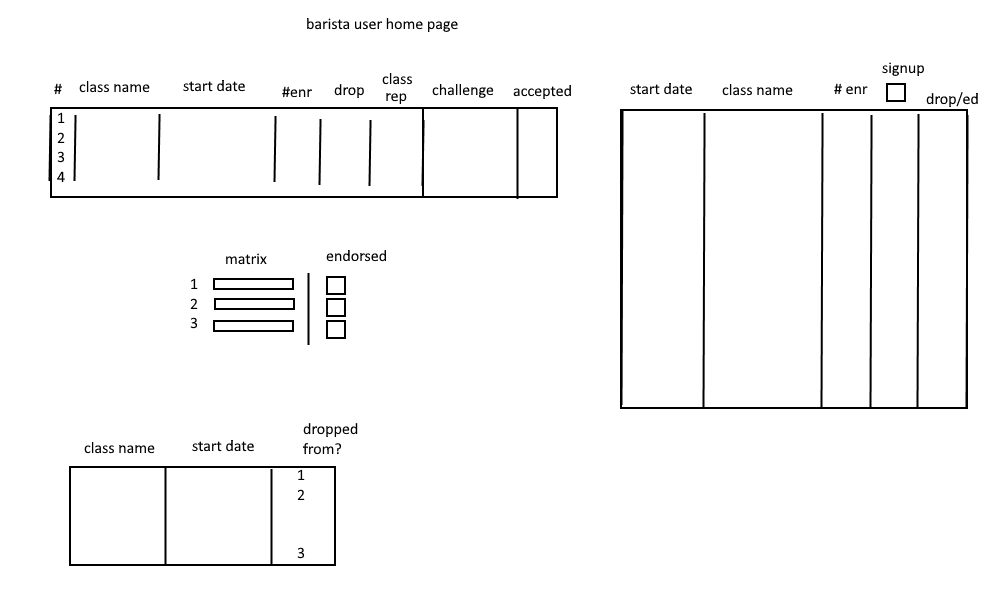 barista user home page
# class name start date #enr drop class rep challenge accepted
1
2
3
4
start date class name # enr signup drop/ed
matrix endorsed
1
2
3
class name start date dropped from?
1
2
3